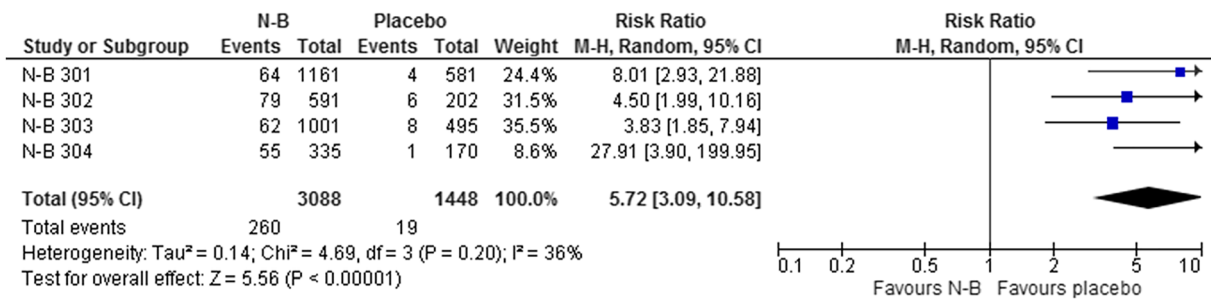 N-B Placebo Risk Ratio Risk Ratio
Study or Subgroup Events Total Events Total Weight M-H, Random, 95% CI M-H, Random, 95% CI
N-B 301 64 1161 4 581 24.4% 8.01 [2.93, 21.88]
N-B 302 79 591 6 202 31.5% 4.50 [1.99, 10.16]
N-B 303 62 1001 8 495 35.5% 3.83 [1.85, 7.94]
N-B 304 55 335 1 170 8.6% 27.91 [3.90, 199.95]
Total (95% CI) 3088 1448 100.0% 5.72 [3.09, 10.58]
Total events 260 19
Heterogeneity: Tau² = 0.14; Chi² = 4.69, df = 3 (P = 0.20); I² = 36%
Test for overall effect: Z = 5.56 (P < 0.00001)
0.1 0.2 0.5 1 2 5 10
Favours N-B Favours placebo